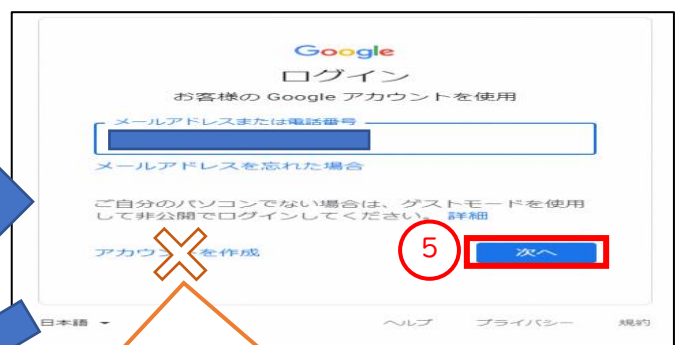 Google
ログイン
お客様の Google アカウントを使用
メールアドレスまたは電話番号
メールアドレスを忘れた場合
ご自分のパソコンでない場合は、ゲストモードを使用
して非公開でログインしてください。 詳細
アカウントを作成
5
次へ
日本語
ヘルプ プライバシー 規約